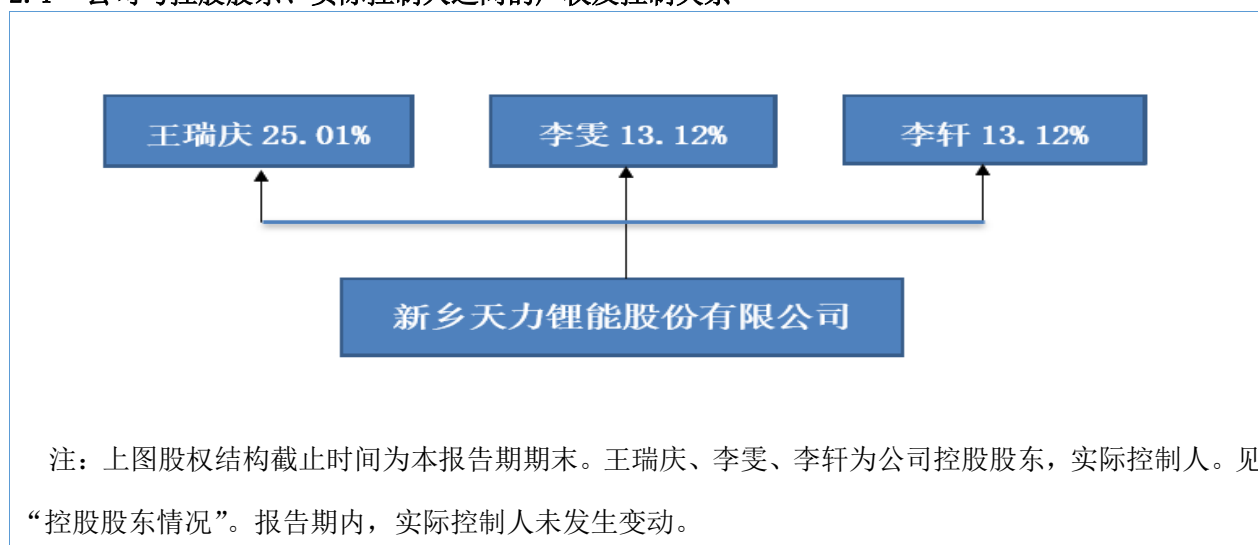 王瑞庆 25.01%
李雯 13.12%
李轩 13.12%
新乡天力锂能股份有限公司
注：上图股权结构截止时间为本报告期期末。王瑞庆、李雯、李轩为公司控股股东，实际控制人。见
“控股股东情况”。报告期内，实际控制人未发生变动。